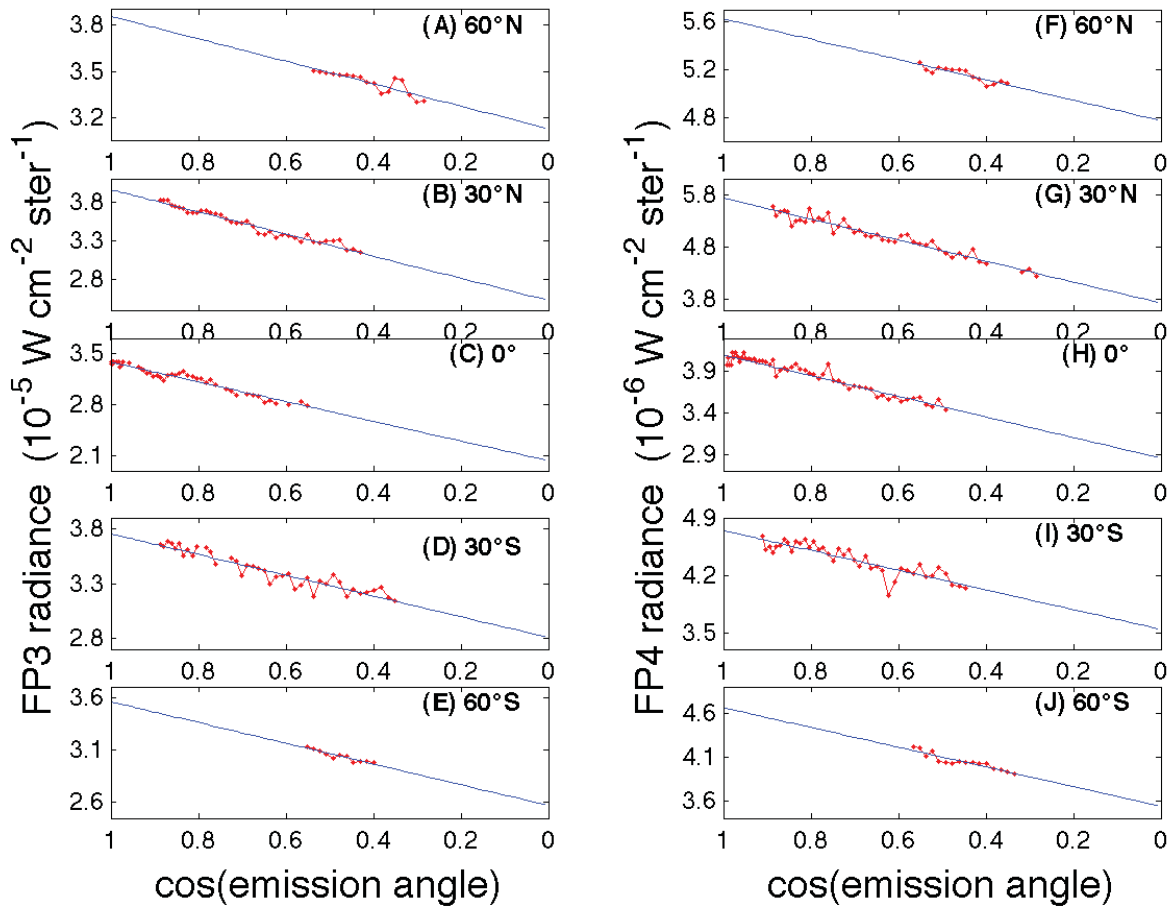 FP3 radiance (10⁻⁵ W cm⁻² ster⁻¹)
(A) 60°N
3.8
3.5
3.2
1 0.8 0.6 0.4 0.2 0
(B) 30°N
3.8
3.3
2.8
1 0.8 0.6 0.4 0.2 0
(C) 0°
3.5
2.8
2.1
1 0.8 0.6 0.4 0.2 0
(D) 30°S
3.8
3.3
2.8
1 0.8 0.6 0.4 0.2 0
(E) 60°S
3.6
3.1
2.6
1 0.8 0.6 0.4 0.2 0
cos(emission angle)
FP4 radiance (10⁻⁶ W cm⁻² ster⁻¹)
(F) 60°N
5.6
5.2
4.8
1 0.8 0.6 0.4 0.2 0
(G) 30°N
5.8
4.8
3.8
1 0.8 0.6 0.4 0.2 0
(H) 0°
3.9
3.4
2.9
1 0.8 0.6 0.4 0.2 0
(I) 30°S
4.9
4.2
3.5
1 0.8 0.6 0.4 0.2 0
(J) 60°S
4.6
4.1
3.6
1 0.8 0.6 0.4 0.2 0
cos(emission angle)